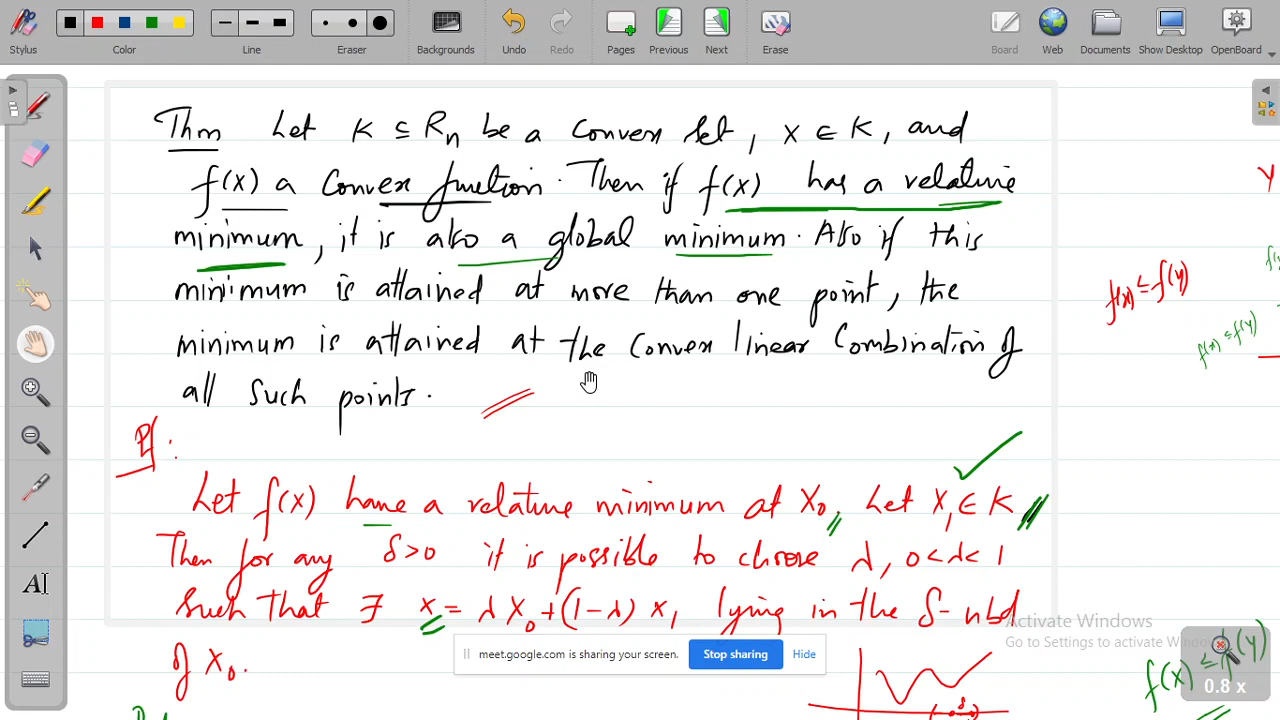 Stylus
Color
Line
Eraser
Backgrounds
Undo
Redo
Pages
Previous
Next
Erase
Board
Web
Documents
Show Desktop
OpenBoard
Thm Let K ⊆ Rn be a Convex set, X ∈ K, and
f(X) a Convex function. Then if f(X) has a relative
minimum, it is also a global minimum. Also if this
minimum is attained at more than one point, the
minimum is attained at the convex linear Combination of
all such points.
Pf:
Let f(X) have a relative minimum at X0. Let X1 ∈ K
Then for any δ>0 it is possible to choose λ, 0<λ<1
such that ∃ x = λ X0 + (1-λ) X1 lying in the δ-nbd
of X0.
f(x) ≤ f(y)
f(x) ≤ f(y)
f(x) ≤ f(y)
Y
Activate Windows
Go to Settings to activate Windows.
meet.google.com is sharing your screen.
Stop sharing
Hide
0.8 x